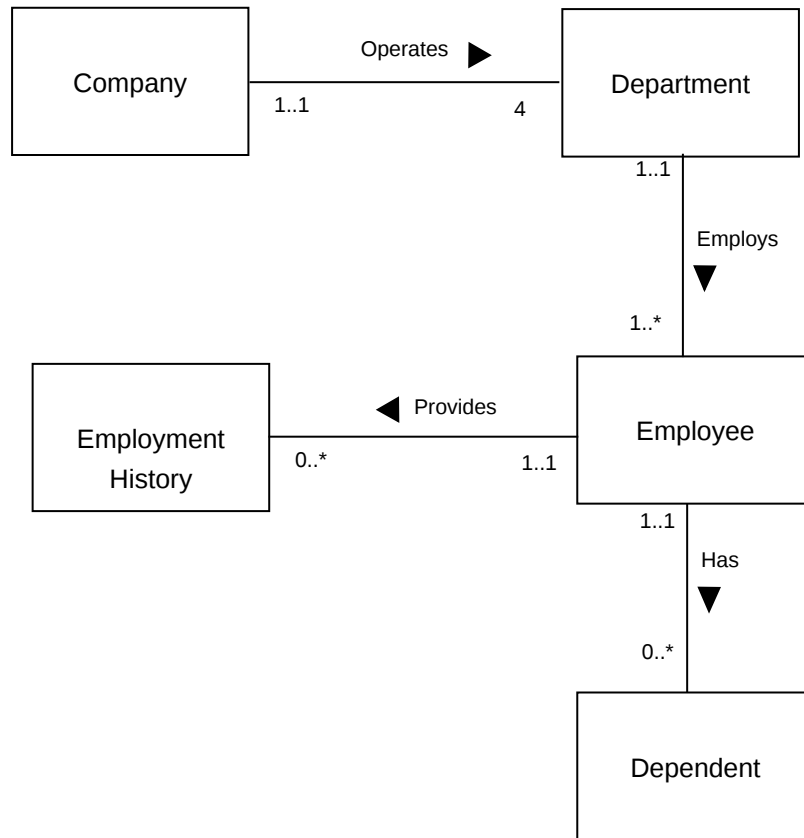 Operates
Company
Department
1..1
4
1..1
Employs
1..*
Provides
Employment
History
Employee
0..*
1..1
1..1
Has
0..*
Dependent